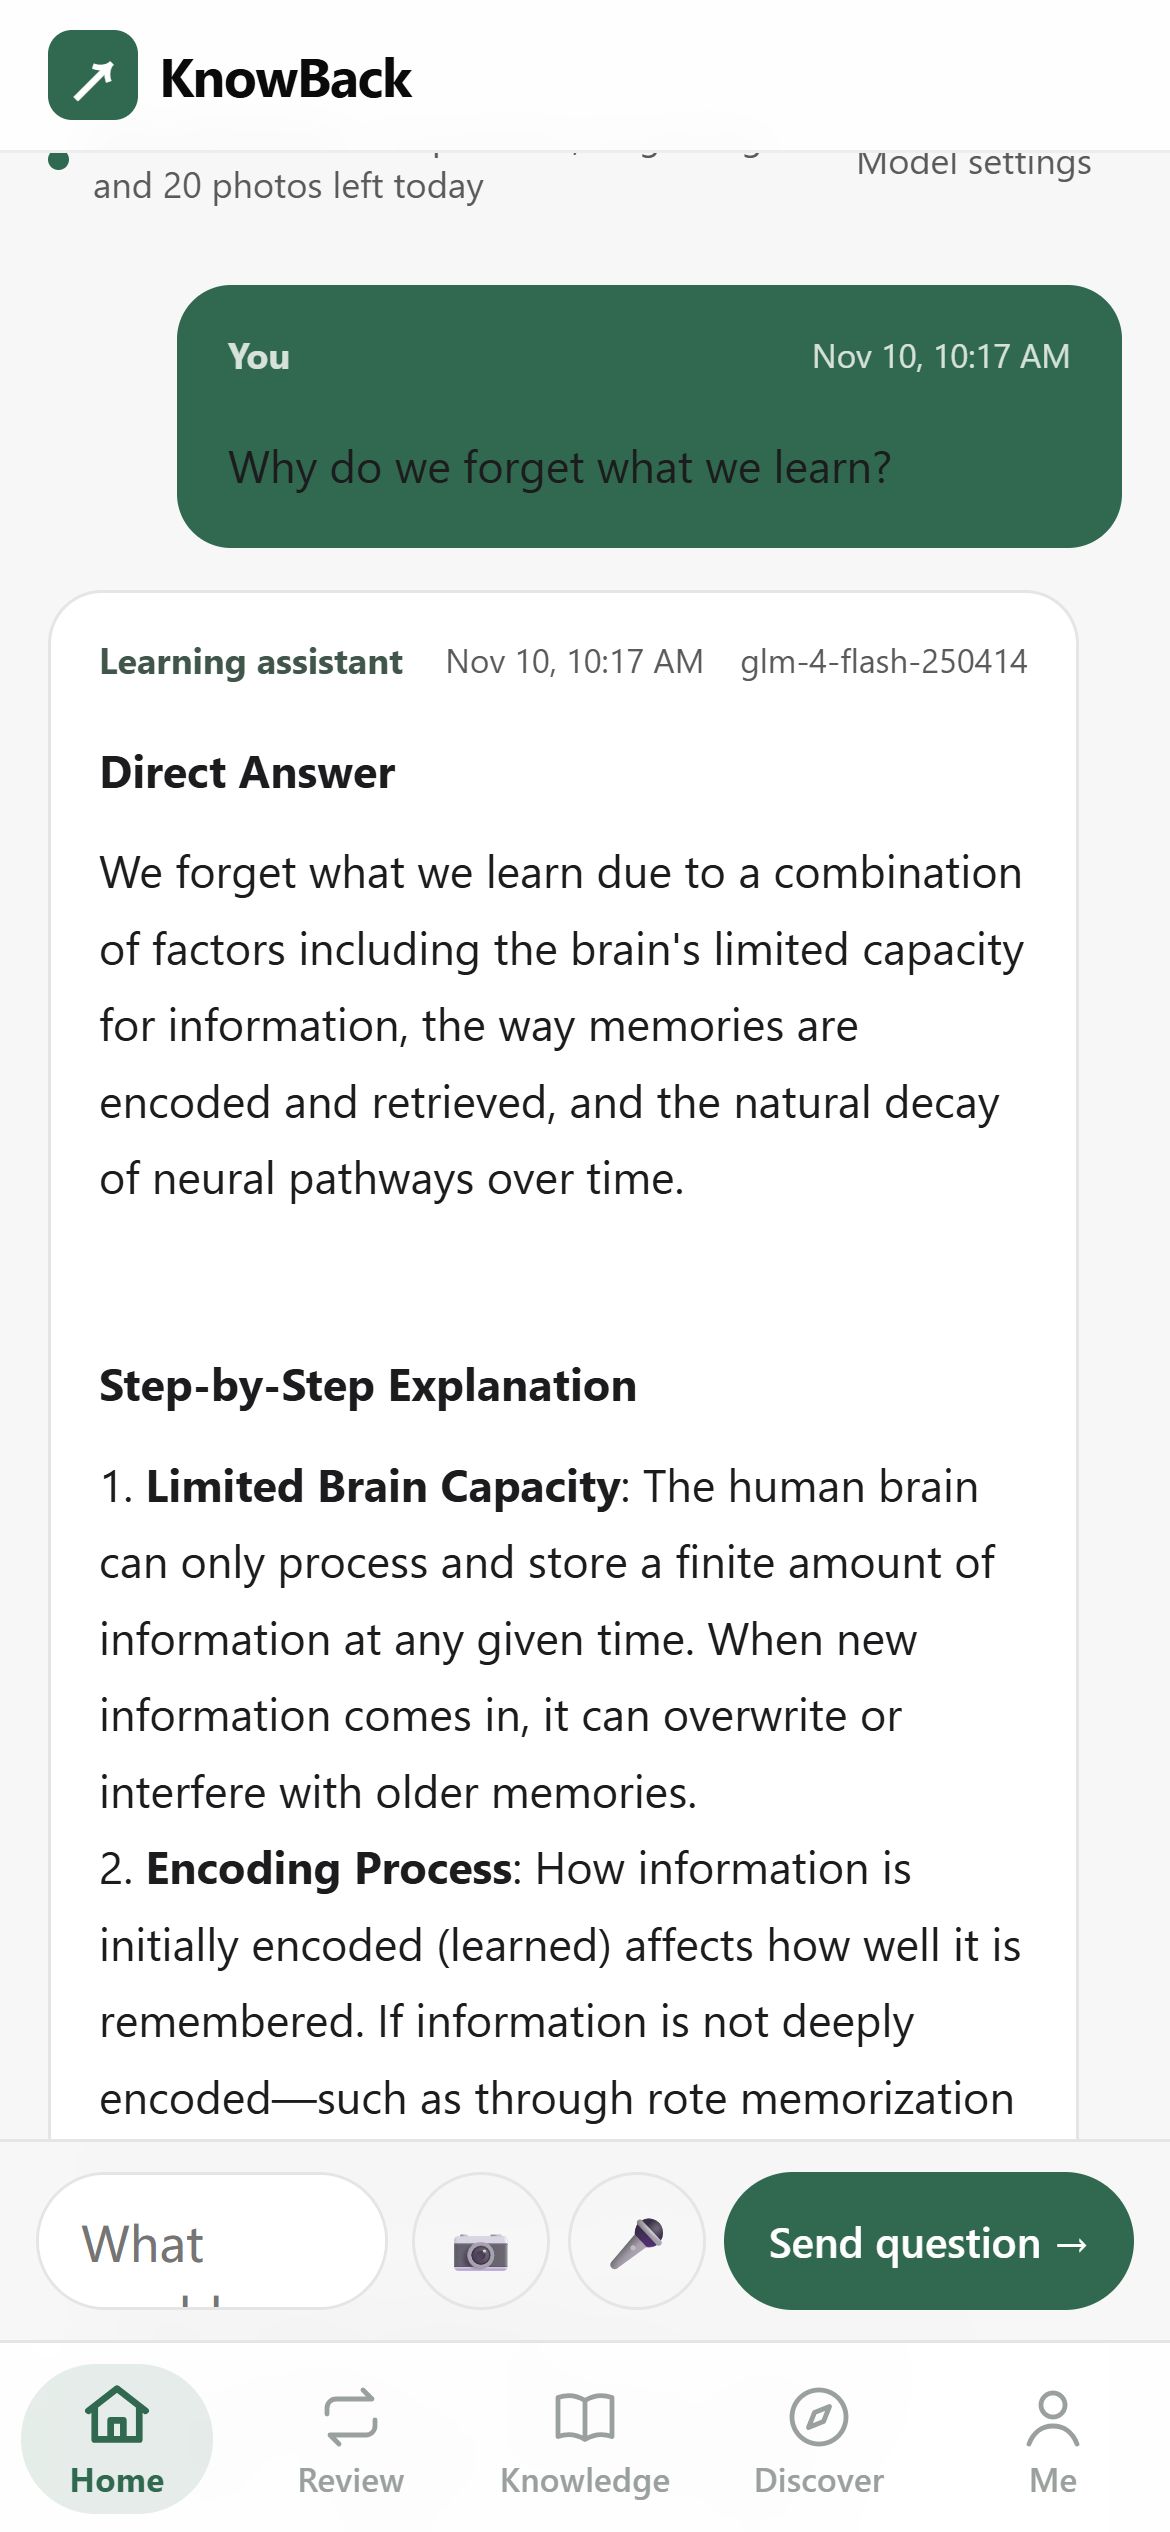 KnowBack
Model settings
and 20 photos left today
You Nov 10, 10:17 AM
Why do we forget what we learn?
Learning assistant Nov 10, 10:17 AM glm-4-flash-250414
Direct Answer
We forget what we learn due to a combination
of factors including the brain's limited capacity
for information, the way memories are
encoded and retrieved, and the natural decay
of neural pathways over time.
Step-by-Step Explanation
1. Limited Brain Capacity: The human brain
can only process and store a finite amount of
information at any given time. When new
information comes in, it can overwrite or
interfere with older memories.
2. Encoding Process: How information is
initially encoded (learned) affects how well it is
remembered. If information is not deeply
encoded—such as through rote memorization
What
Send question →
Home Review Knowledge Discover Me